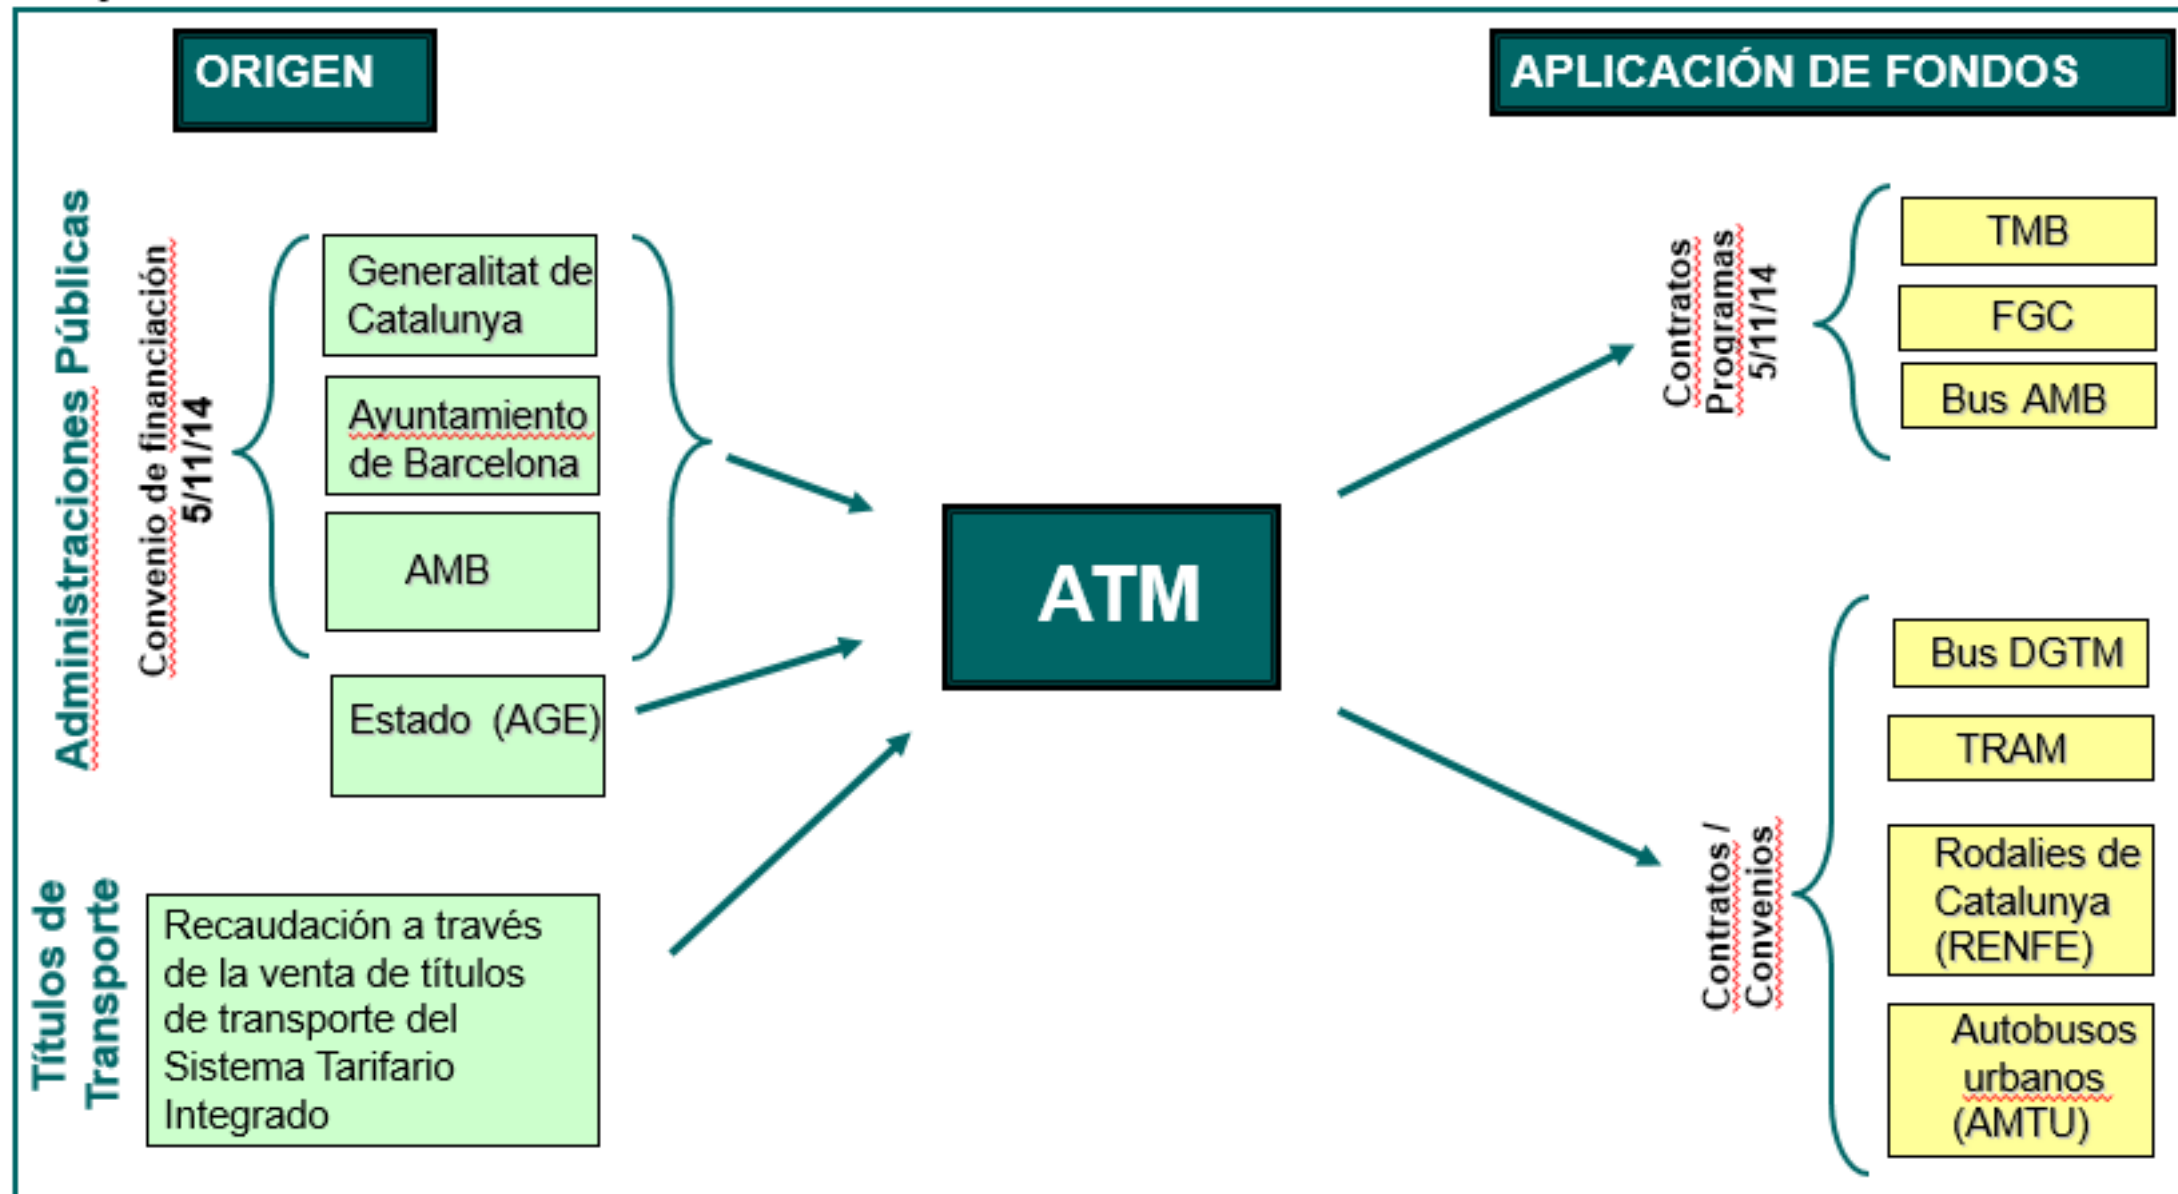 ORIGEN
APLICACIÓN DE FONDOS
Administraciones Públicas
Convenio de financiación
5/11/14
Generalitat de
Catalunya
Ayuntamiento
de Barcelona
AMB
Estado (AGE)
Títulos de
Transporte
Recaudación a través
de la venta de títulos
de transporte del
Sistema Tarifario
Integrado
ATM
Contratos
Programas
5/11/14
TMB
FGC
Bus AMB
Contratos /
Convenios
Bus DGTM
TRAM
Rodalies de
Catalunya
(RENFE)
Autobusos
urbanos
(AMTU)